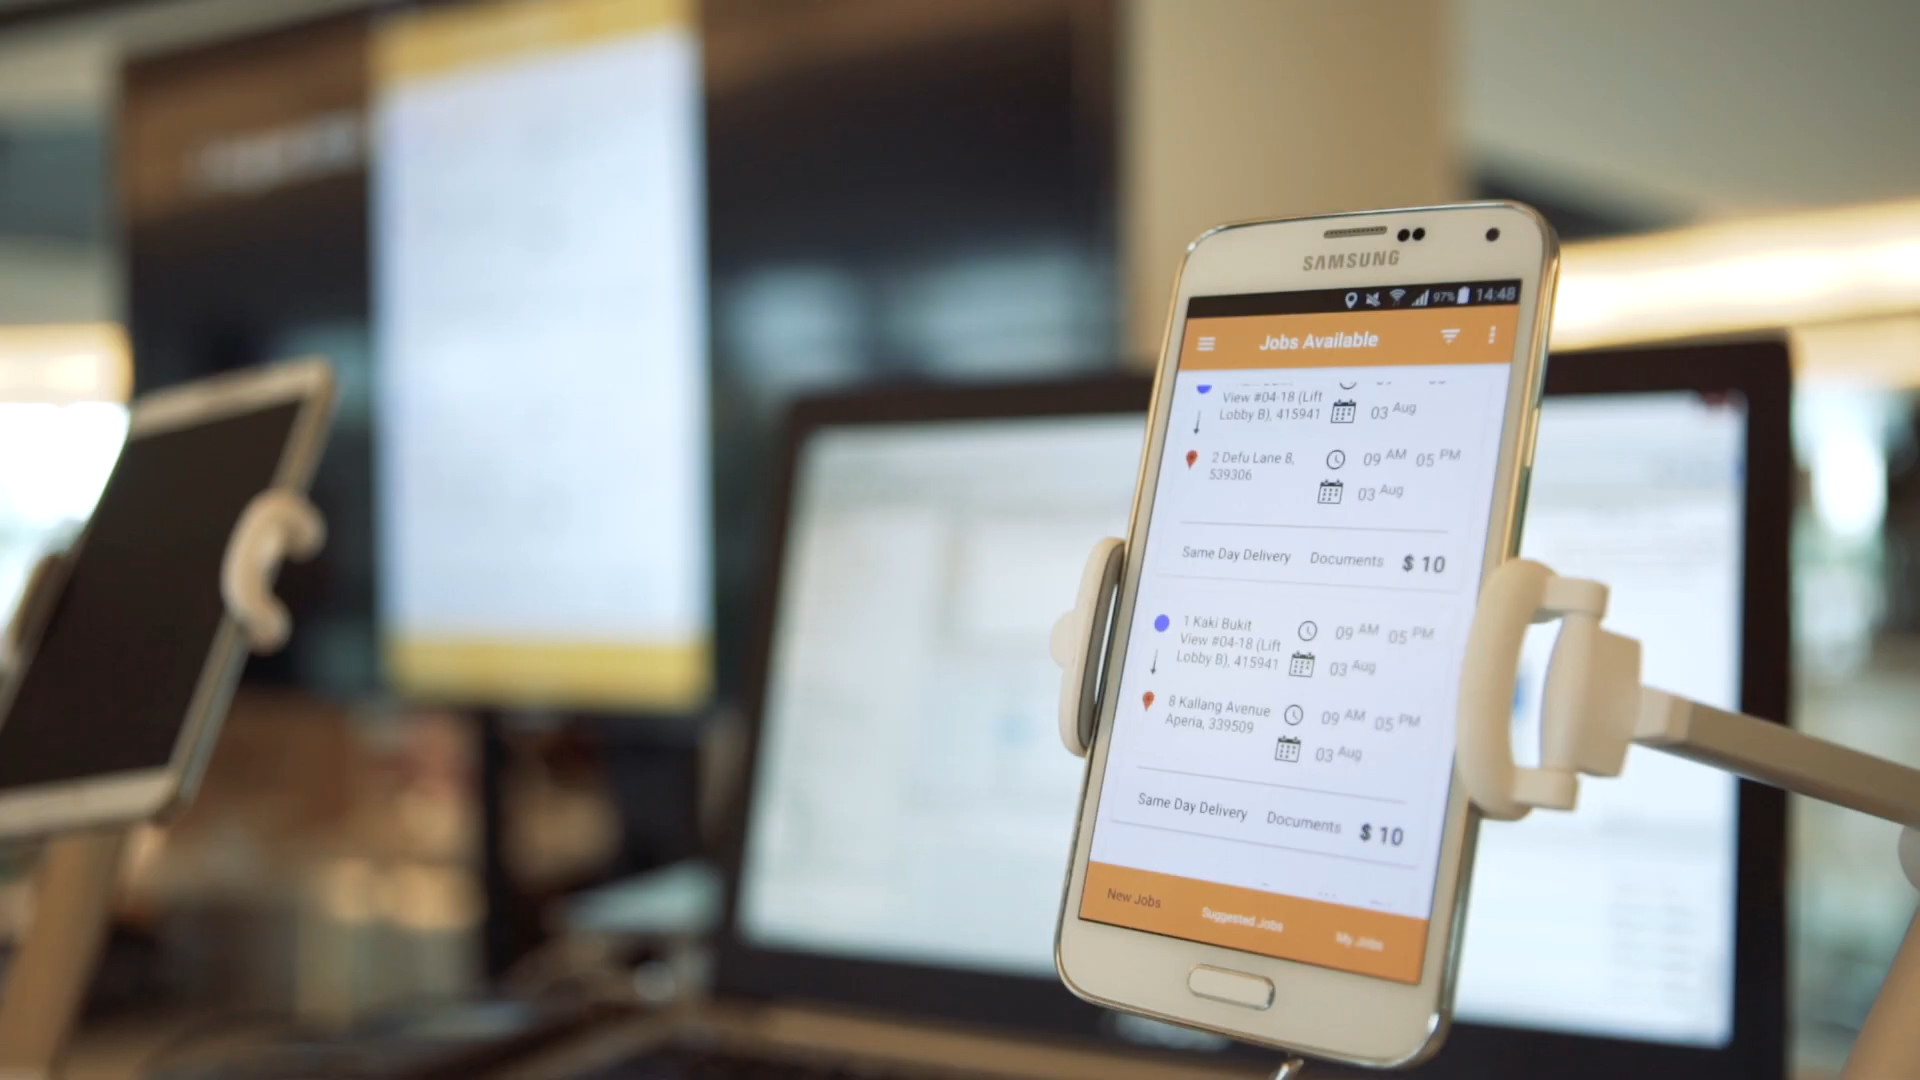 SAMSUNG
97% 14:48
Jobs Available
View #04-18 (Lift
Lobby B), 415941
03 Aug
2 Defu Lane 8,
539306
09 AM 05 PM
03 Aug
Same Day Delivery Documents $ 10
1 Kaki Bukit
View #04-18 (Lift
Lobby B), 415941
09 AM 05 PM
03 Aug
8 Kallang Avenue
Aperia, 339509
09 AM 05 PM
03 Aug
Same Day Delivery Documents $ 10
New Jobs Suggested Jobs My Jobs